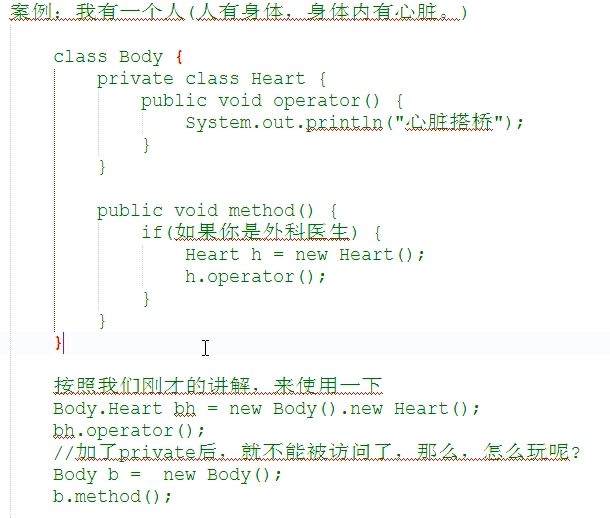 案例：我有一个人(人有身体，身体内有心脏。)
class Body {
private class Heart {
public void operator() {
System.out.println("心脏搭桥");
}
}
public void method() {
if(如果你是外科医生) {
Heart h = new Heart();
h.operator();
}
}
}
按照我们刚才的讲解，来使用一下
Body.Heart bh = new Body().new Heart();
bh.operator();
//加了private后，就不能被访问了，那么，怎么玩呢?
Body b =  new Body();
b.method();